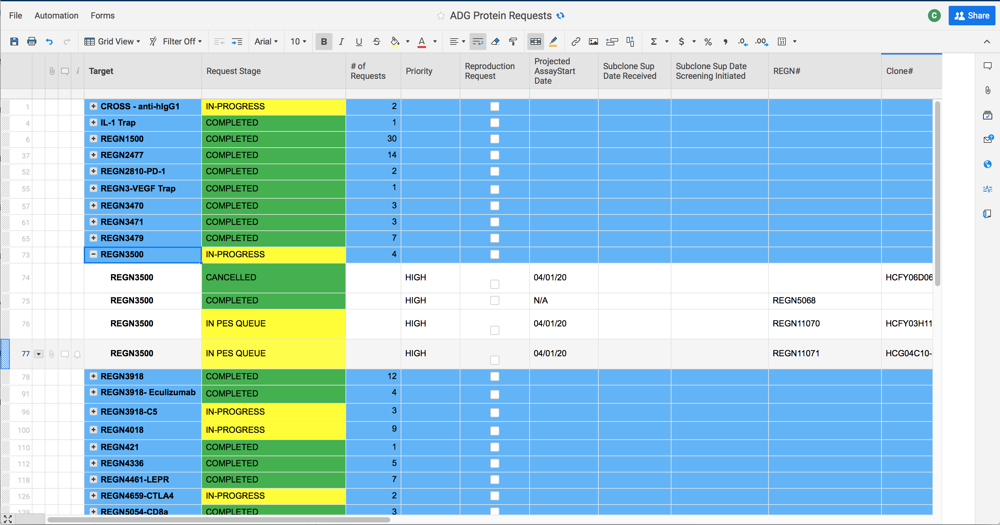 File Automation Forms ADG Protein Requests C Share
Grid View Filter Off Arial 10 B I U S A Σ $ % , .0 .00 31
Target Request Stage # of Requests Priority Reproduction Request Projected AssayStart Date Subclone Sup Date Received Subclone Sup Date Screening Initiated REGN# Clone#
1 CROSS - anti-hIgG1 IN-PROGRESS 2
4 IL-1 Trap COMPLETED 1
6 REGN1500 COMPLETED 30
37 REGN2477 COMPLETED 14
52 REGN2810-PD-1 COMPLETED 2
55 REGN3-VEGF Trap COMPLETED 1
57 REGN3470 COMPLETED 3
61 REGN3471 COMPLETED 3
65 REGN3479 COMPLETED 7
73 REGN3500 IN-PROGRESS 4
74 REGN3500 CANCELLED HIGH 04/01/20 HCFY06D06
75 REGN3500 COMPLETED HIGH N/A REGN5068
76 REGN3500 IN PES QUEUE HIGH 04/01/20 REGN11070 HCFY03H11
77 REGN3500 IN PES QUEUE HIGH 04/01/20 REGN11071 HCG04C10-
78 REGN3918 COMPLETED 12
91 REGN3918- Eculizumab COMPLETED 4
96 REGN3918-C5 IN-PROGRESS 3
100 REGN4018 IN-PROGRESS 9
110 REGN421 COMPLETED 1
112 REGN4336 COMPLETED 5
118 REGN4461-LEPR COMPLETED 7
126 REGN4659-CTLA4 IN-PROGRESS 2
129 REGN5054-CD8a COMPLETED 3